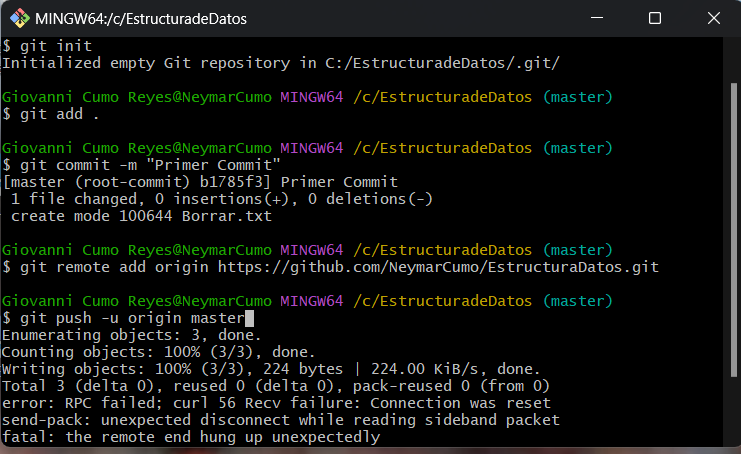 MINGW64:/c/EstructuradeDatos
$ git init
Initialized empty Git repository in C:/EstructuradeDatos/.git/
Giovanni Cumo Reyes@NeymarCumo MINGW64 /c/EstructuradeDatos (master)
$ git add .
Giovanni Cumo Reyes@NeymarCumo MINGW64 /c/EstructuradeDatos (master)
$ git commit -m "Primer Commit"
[master (root-commit) b1785f3] Primer Commit
 1 file changed, 0 insertions(+), 0 deletions(-)
 create mode 100644 Borrar.txt
Giovanni Cumo Reyes@NeymarCumo MINGW64 /c/EstructuradeDatos (master)
$ git remote add origin https://github.com/NeymarCumo/EstructuraDatos.git
Giovanni Cumo Reyes@NeymarCumo MINGW64 /c/EstructuradeDatos (master)
$ git push -u origin master
Enumerating objects: 3, done.
Counting objects: 100% (3/3), done.
Writing objects: 100% (3/3), 224 bytes | 224.00 KiB/s, done.
Total 3 (delta 0), reused 0 (delta 0), pack-reused 0 (from 0)
error: RPC failed; curl 56 Recv failure: Connection was reset
send-pack: unexpected disconnect while reading sideband packet
fatal: the remote end hung up unexpectedly